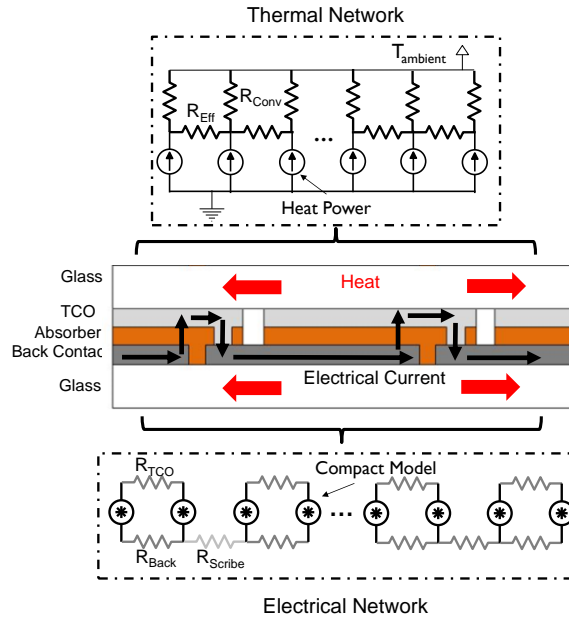 Thermal Network
T_ambient
R_Conv
R_Eff
...
Heat Power
Glass
Heat
TCO
Absorber
Back Contac
Electrical Current
Glass
R_TCO
Compact Model
...
R_Back
R_Scribe
Electrical Network